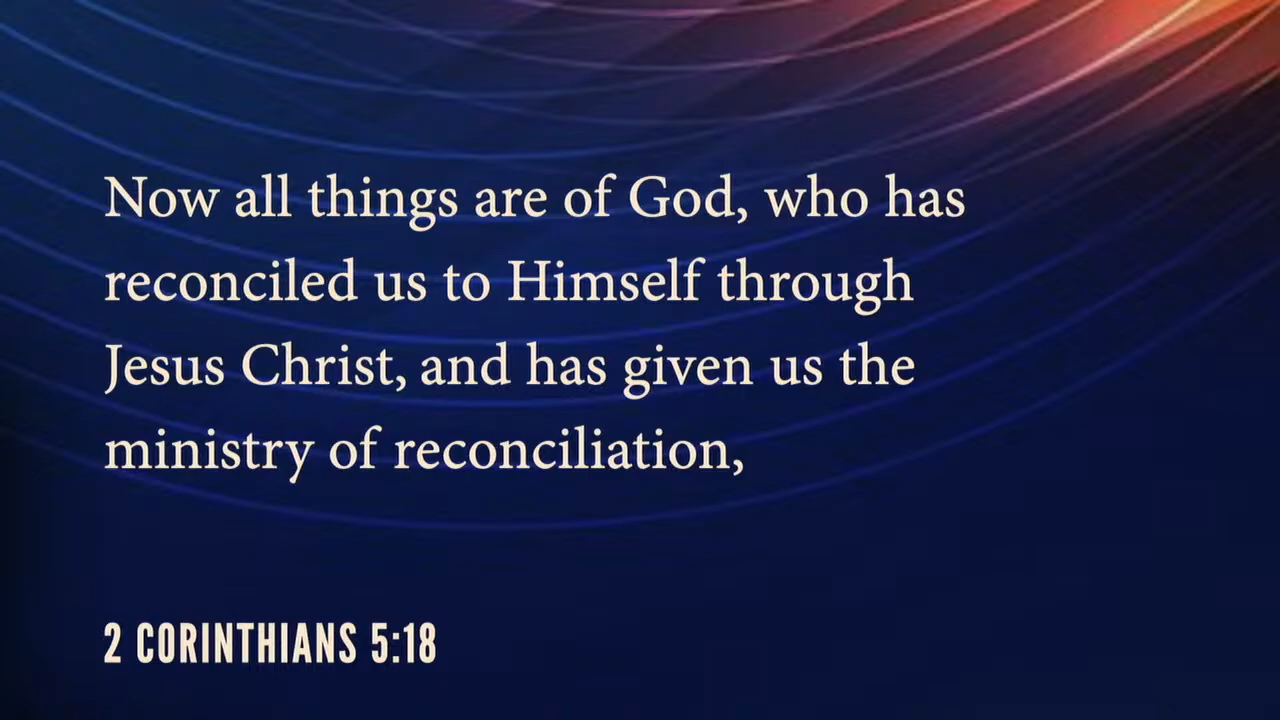 Now all things are of God, who has
reconciled us to Himself through
Jesus Christ, and has given us the
ministry of reconciliation,
2 CORINTHIANS 5:18